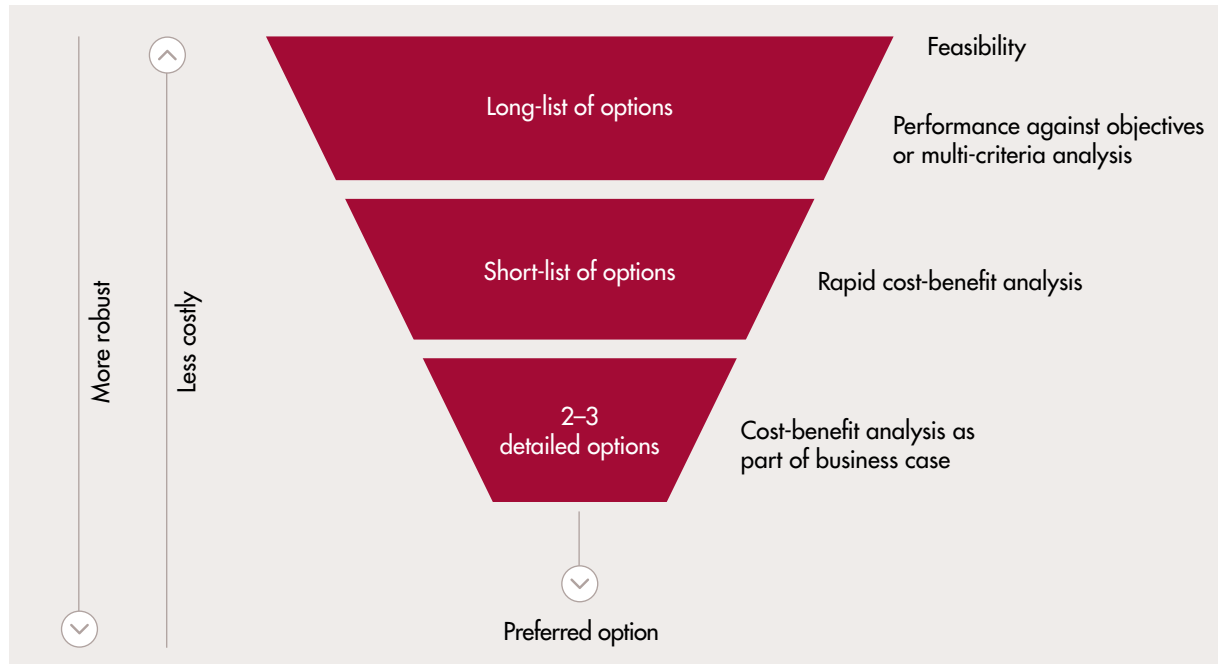 Feasibility
Long-list of options
Performance against objectives
or multi-criteria analysis
Short-list of options
Rapid cost-benefit analysis
More robust
Less costly
2–3
detailed options
Cost-benefit analysis as
part of business case
Preferred option